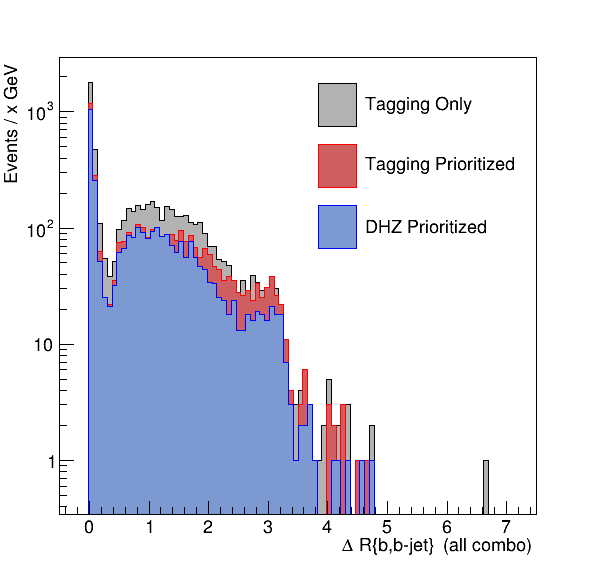 Events / x GeV
10³
10²
10
1
Tagging Only
Tagging Prioritized
DHZ Prioritized
0 1 2 3 4 5 6 7
Δ R{b,b-jet} (all combo)